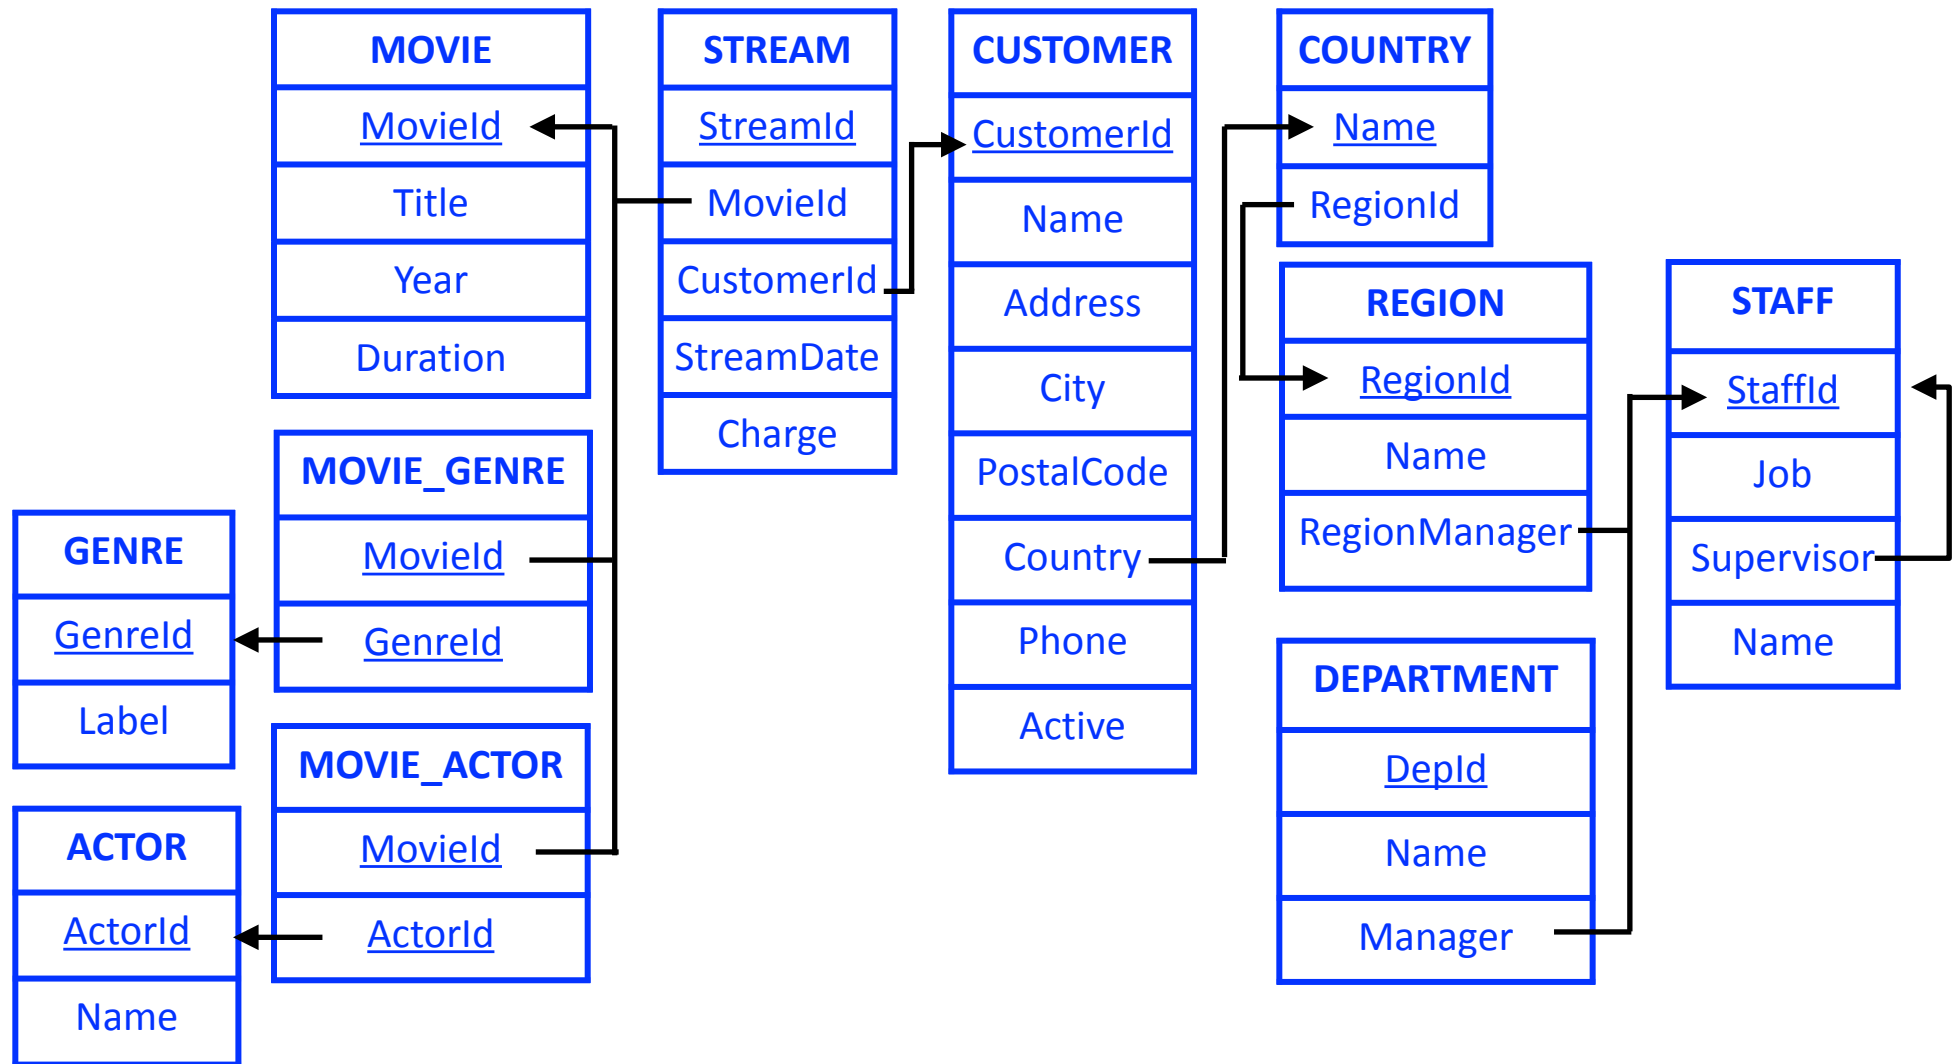 MOVIE
MovieId
Title
Year
Duration
STREAM
StreamId
MovieId
CustomerId
StreamDate
Charge
CUSTOMER
CustomerId
Name
Address
City
PostalCode
Country
Phone
Active
COUNTRY
Name
RegionId
REGION
RegionId
Name
RegionManager
STAFF
StaffId
Job
Supervisor
Name
DEPARTMENT
DepId
Name
Manager
MOVIE_GENRE
MovieId
GenreId
GENRE
GenreId
Label
MOVIE_ACTOR
MovieId
ActorId
ACTOR
ActorId
Name